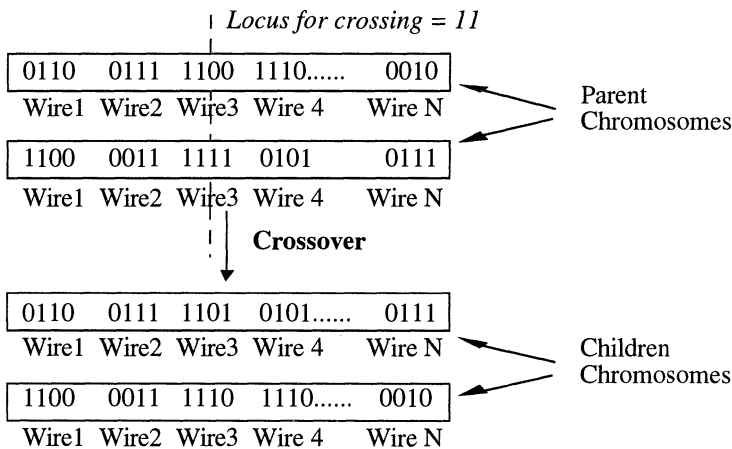 Locus for crossing = 11
0110 0111 1100 1110...... 0010
Wire1 Wire2 Wire3 Wire 4 Wire N
Parent
Chromosomes
1100 0011 1111 0101 0111
Wire1 Wire2 Wire3 Wire 4 Wire N
Crossover
0110 0111 1101 0101...... 0111
Wire1 Wire2 Wire3 Wire 4 Wire N
Children
Chromosomes
1100 0011 1110 1110...... 0010
Wire1 Wire2 Wire3 Wire 4 Wire N